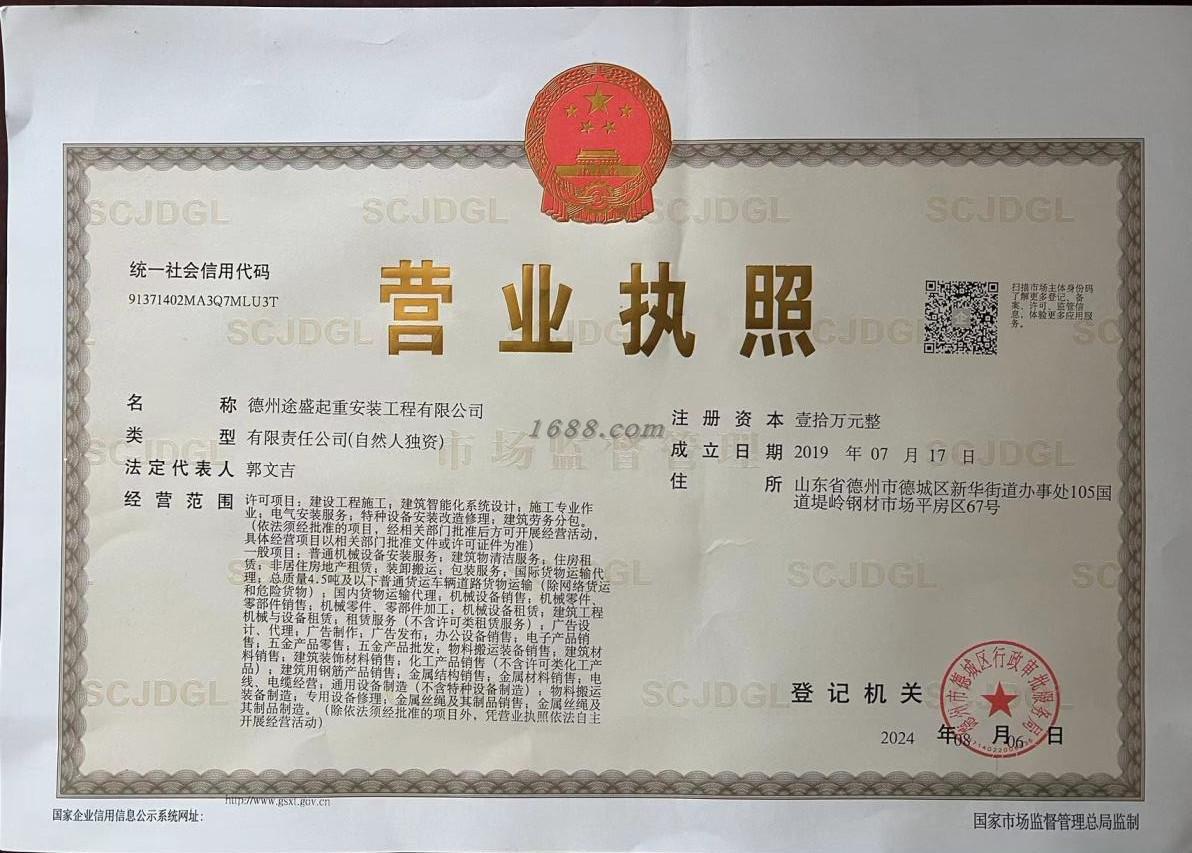 SCJDGL SCJDGL SCJDGL SCJDGL
统一社会信用代码
91371402MA3Q7MLU3T
营业执照
扫描市场主体身份码
了解更多登记、备
案、许可、监管信
息，体验更多应用服
务。
SCJDGL SCJDGL
名称 德州途盛起重安装工程有限公司
类型 有限责任公司(自然人独资)
法定代表人 郭文吉
经营范围 许可项目：建设工程施工；建筑智能化系统设计；施工专业作
业；电气安装服务；特种设备安装改造修理；建筑劳务分包。
（依法须经批准的项目，经相关部门批准后方可开展经营活动，
具体经营项目以相关部门批准文件或许可证件为准）
一般项目：普通机械设备安装服务；建筑物清洁服务；住房租
赁；非居住房地产租赁；装卸搬运；包装服务；国际货物运输代
理；总质量4.5吨及以下普通货运车辆道路货物运输（除网络货运
和危险货物）；国内货物运输代理；机械设备销售；机械零件、
零部件销售；机械零件、零部件加工；机械设备租赁；建筑工程
机械与设备租赁；租赁服务（不含许可类租赁服务）；广告设
计、代理；广告制作；广告发布；办公设备销售；电子产品销
售；五金产品零售；五金产品批发；物料搬运装备销售；建筑材
料销售；建筑装饰材料销售；化工产品销售（不含许可类化工产
品）；建筑用钢筋产品销售；金属结构销售；金属材料销售；电
线、电缆经营；通用设备制造（不含特种设备制造）；物料搬运
装备制造；专用设备修理；金属丝绳及其制品销售；金属丝绳及
其制品制造。（除依法须经批准的项目外，凭营业执照依法自主
开展经营活动）
1688.com
市场监督管理
注册资本 壹拾万元整
成立日期 2019 年 07 月 17 日
住所 山东省德州市德城区新华街道办事处105国
道堤岭钢材市场平房区67号
SCJDGL SCJDGL
SCJDGL SCJDGL
登记机关
德州市德城区行政审批服务局
2024 年 08 月 06 日
http://www.gsxt.gov.cn
国家企业信用信息公示系统网址：
国家市场监督管理总局监制